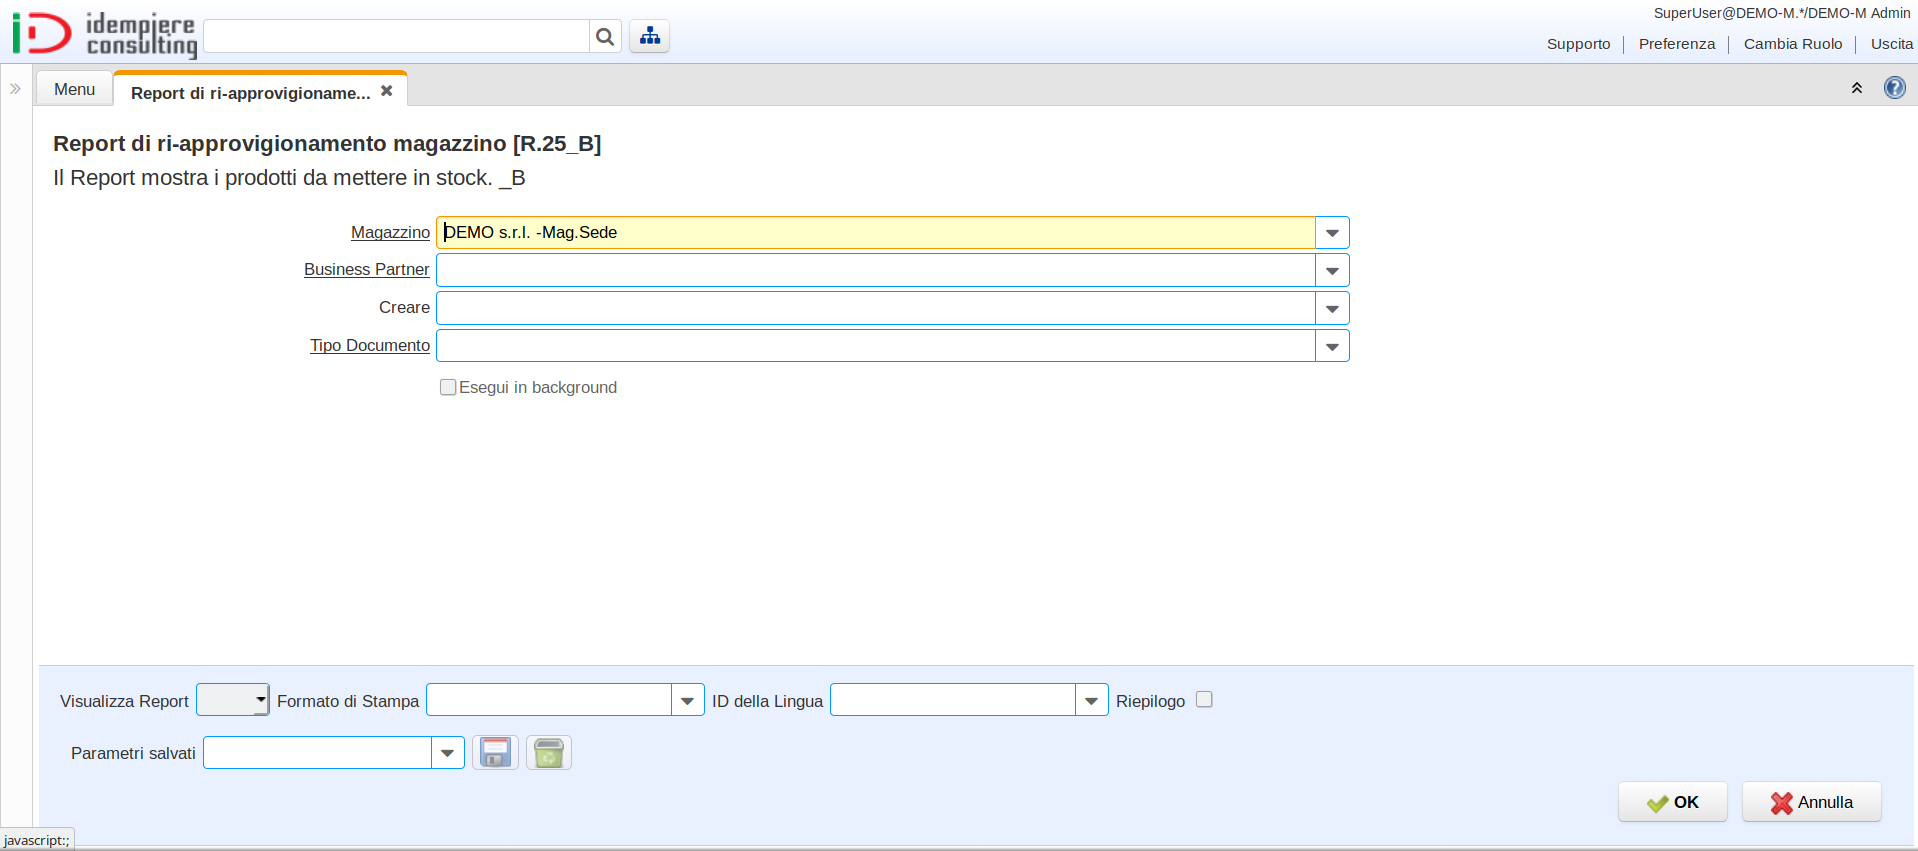 idempiere
consulting
SuperUser@DEMO-M.*/DEMO-M Admin
Supporto Preferenza Cambia Ruolo Uscita
Menu Report di ri-approvigioname...
Report di ri-approvigionamento magazzino [R.25_B]
Il Report mostra i prodotti da mettere in stock. _B
Magazzino DEMO s.r.l. -Mag.Sede
Business Partner
Creare
Tipo Documento
Esegui in background
Visualizza Report Formato di Stampa ID della Lingua Riepilogo
Parametri salvati
OK Annulla
javascript:;